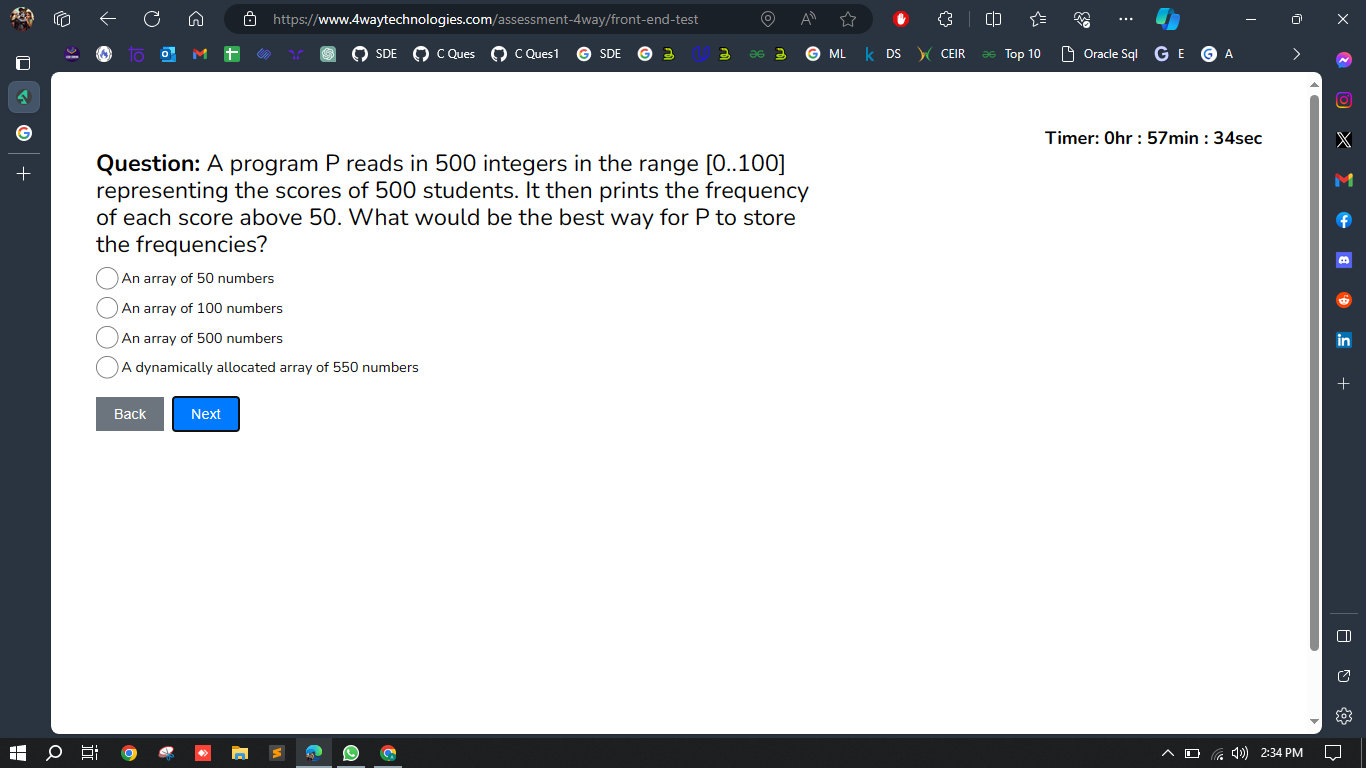 https://www.4waytechnologies.com/assessment-4way/front-end-test
SDE
C Ques
C Ques1
SDE
ML
DS
CEIR
Top 10
Oracle Sql
E
A
Timer: 0hr : 57min : 34sec
Question: A program P reads in 500 integers in the range [0..100]
representing the scores of 500 students. It then prints the frequency
of each score above 50. What would be the best way for P to store
the frequencies?
An array of 50 numbers
An array of 100 numbers
An array of 500 numbers
A dynamically allocated array of 550 numbers
Back
Next
2:34 PM